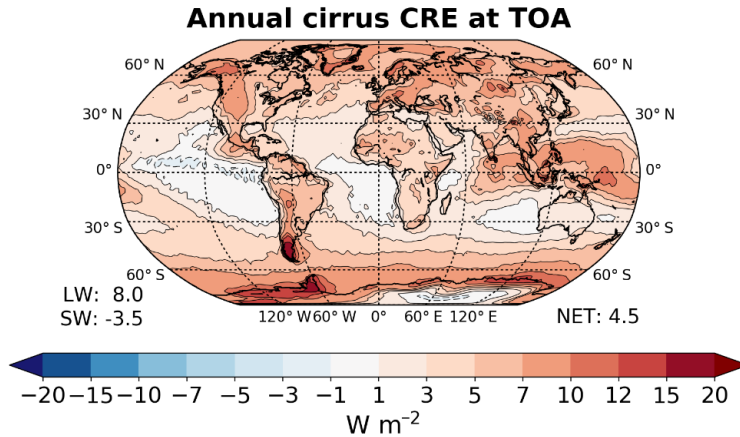 Annual cirrus CRE at TOA
60° N 60° N
30° N 30° N
0° 0°
30° S 30° S
60° S 60° S
LW: 8.0
SW: -3.5
120° W 60° W 0° 60° E 120° E
NET: 4.5
−20 −15 −10 −7 −5 −3 −1 1 3 5 7 10 12 15 20
W m⁻²